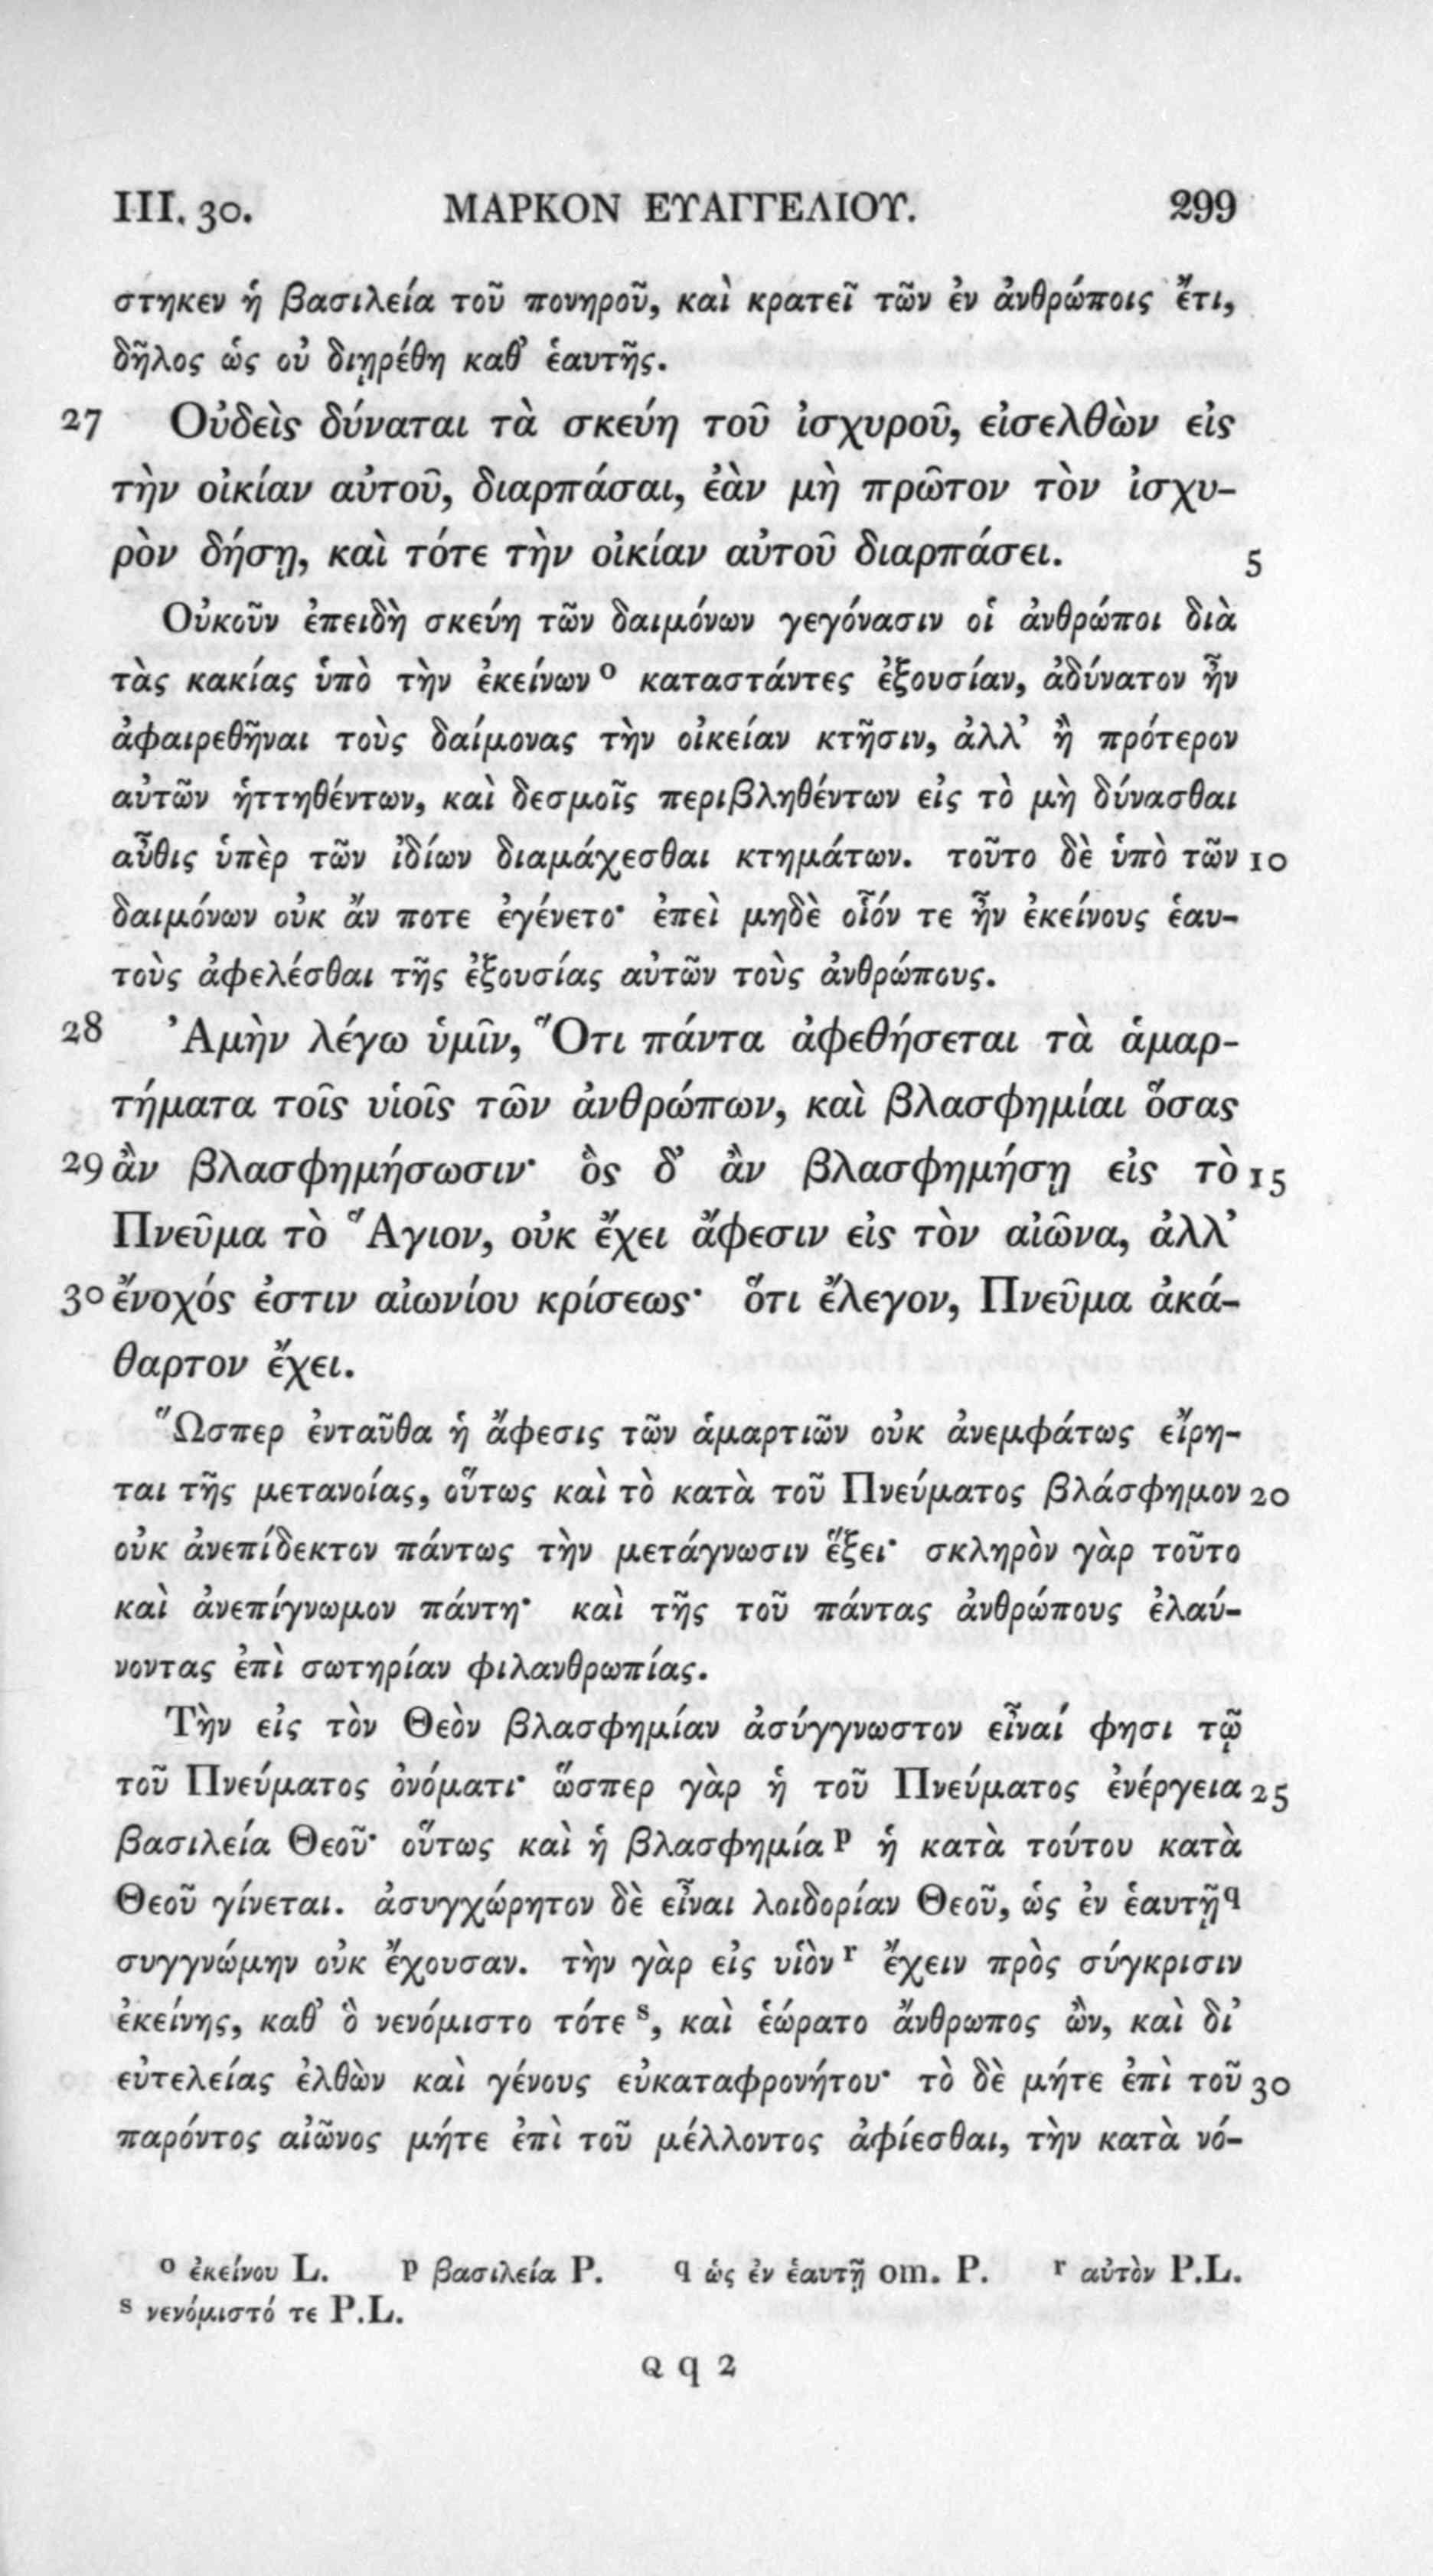 III. 30. ΜΑΡΚΟΝ ΕΥΑΓΓΕΛΙΟΥ. 299
στηκεν ἡ βασιλεία τοῦ πονηροῦ, καὶ κρατεῖ τῶν ἐν ἀνθρώποις ἔτι,
δῆλος ὡς οὐ διῃρέθη καθ’ ἑαυτῆς.
27 Οὐδεὶς δύναται τὰ σκεύη τοῦ ἰσχυροῦ, εἰσελθὼν εἰς
τὴν οἰκίαν αὐτοῦ, διαρπάσαι, ἐὰν μὴ πρῶτον τὸν ἰσχυ-
ρὸν δήσῃ, καὶ τότε τὴν οἰκίαν αὐτοῦ διαρπάσει. 5
Οὐκοῦν ἐπειδὴ σκεύη τῶν δαιμόνων γεγόνασιν οἱ ἀνθρώποι διὰ
τὰς κακίας ὑπὸ τὴν ἐκείνων ο καταστάντες ἐξουσίαν, ἀδύνατον ἦν
ἀφαιρεθῆναι τοὺς δαίμονας τὴν οἰκείαν κτῆσιν, ἀλλ’ ἢ πρότερον
αὐτῶν ἡττηθέντων, καὶ δεσμοῖς περιβληθέντων εἰς τὸ μὴ δύνασθαι
αὖθις ὑπὲρ τῶν ἰδίων διαμάχεσθαι κτημάτων. τοῦτο δὲ ὑπὸ τῶν 10
δαιμόνων οὐκ ἄν ποτε ἐγένετο· ἐπεὶ μηδὲ οἷόν τε ἦν ἐκείνους ἑαυ-
τοὺς ἀφελέσθαι τῆς ἐξουσίας αὐτῶν τοὺς ἀνθρώπους.
28 Ἀμὴν λέγω ὑμῖν, Ὅτι πάντα ἀφεθήσεται τὰ ἁμαρ-
τήματα τοῖς υἱοῖς τῶν ἀνθρώπων, καὶ βλασφημίαι ὅσας
29 ἂν βλασφημήσωσιν· ὃς δ’ ἂν βλασφημήσῃ εἰς τὸ 15
Πνεῦμα τὸ Ἅγιον, οὐκ ἔχει ἄφεσιν εἰς τὸν αἰῶνα, ἀλλ’
30 ἔνοχός ἐστιν αἰωνίου κρίσεως· ὅτι ἔλεγον, Πνεῦμα ἀκά-
θαρτον ἔχει.
Ὥσπερ ἐνταῦθα ἡ ἄφεσις τῶν ἁμαρτιῶν οὐκ ἀνεμφάτως εἴρη-
ται τῆς μετανοίας, οὕτως καὶ τὸ κατὰ τοῦ Πνεύματος βλάσφημον 20
οὐκ ἀνεπίδεκτον πάντως τὴν μετάγνωσιν ἕξει· σκληρὸν γὰρ τοῦτο
καὶ ἀνεπίγνωμον πάντη· καὶ τῆς τοῦ πάντας ἀνθρώπους ἐλαύ-
νοντας ἐπὶ σωτηρίαν φιλανθρωπίας.
Τὴν εἰς τὸν Θεὸν βλασφημίαν ἀσύγγνωστον εἶναί φησι τῷ
τοῦ Πνεύματος ὀνόματι· ὥσπερ γὰρ ἡ τοῦ Πνεύματος ἐνέργεια 25
βασιλεία Θεοῦ· οὕτως καὶ ἡ βλασφημία p ἡ κατὰ τούτου κατὰ
Θεοῦ γίνεται. ἀσυγχώρητον δὲ εἶναι λοιδορίαν Θεοῦ, ὡς ἐν ἑαυτῇ q
συγγνώμην οὐκ ἔχουσαν. τὴν γὰρ εἰς υἱὸν r ἔχειν πρὸς σύγκρισιν
ἐκείνης, καθ’ ὃ νενόμιστο τότε s, καὶ ἑώρατο ἄνθρωπος ὢν, καὶ δι’
εὐτελείας ἐλθὼν καὶ γένους εὐκαταφρονήτου· τὸ δὲ μήτε ἐπὶ τοῦ 30
παρόντος αἰῶνος μήτε ἐπὶ τοῦ μέλλοντος ἀφίεσθαι, τὴν κατὰ νό-
o ἐκείνου L. p βασιλεία P. q ὡς ἐν ἑαυτῇ om. P. r αὐτὸν P.L.
s νενόμιστό τε P.L.
Q q 2